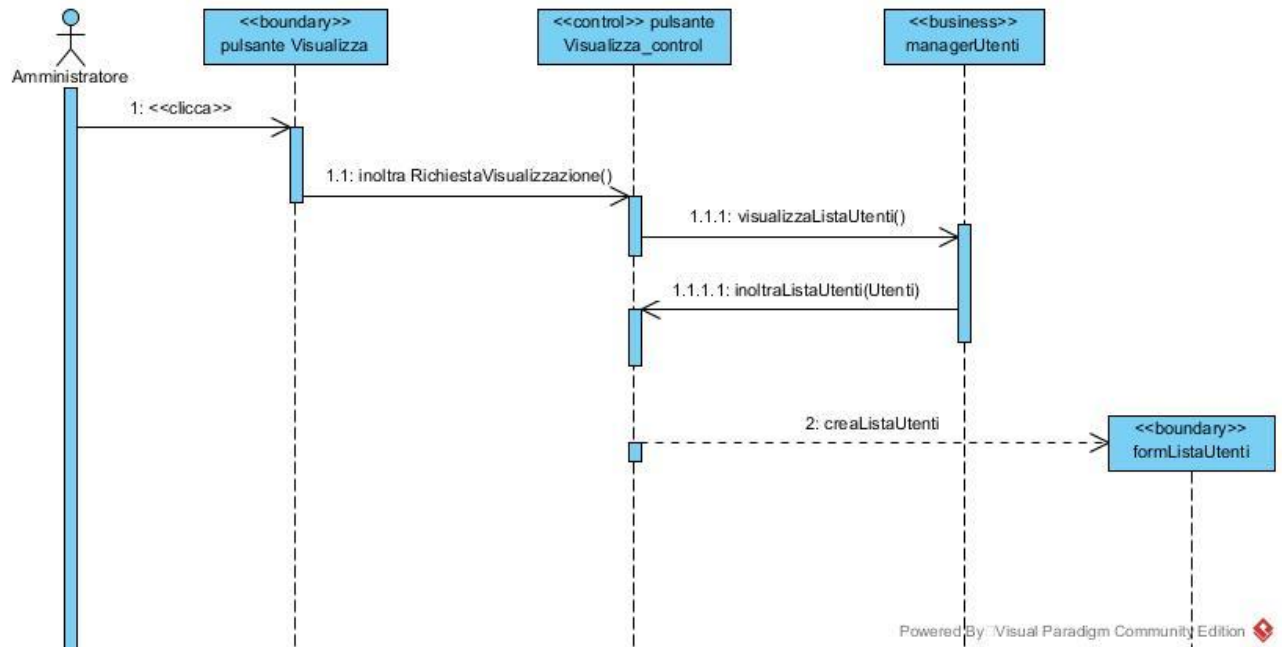 <<boundary>>
pulsante Visualizza
<<control>> pulsante
Visualizza_control
<<business>>
managerUtenti
Amministratore
1: <<clicca>>
1.1: inoltra RichiestaVisualizzazione()
1.1.1: visualizzaListaUtenti()
1.1.1.1: inoltraListaUtenti(Utenti)
2: creaListaUtenti
<<boundary>>
formListaUtenti
Powered By Visual Paradigm Community Edition